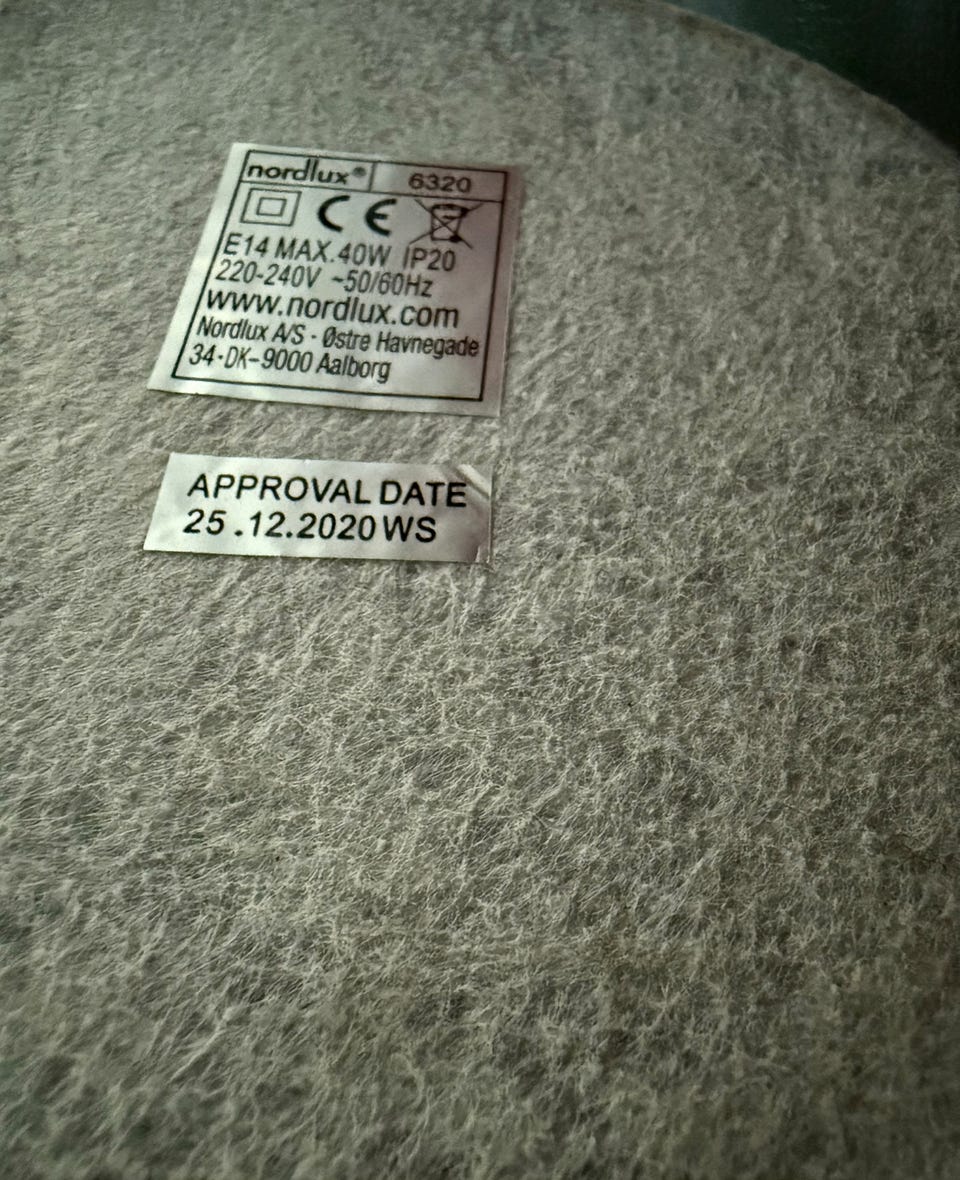 nordlux® 6320
CE
E14 MAX.40W IP20
220-240V ~50/60Hz
www.nordlux.com
Nordlux A/S · Østre Havnegade
34·DK-9000 Aalborg
APPROVAL DATE
25 .12.2020 WS